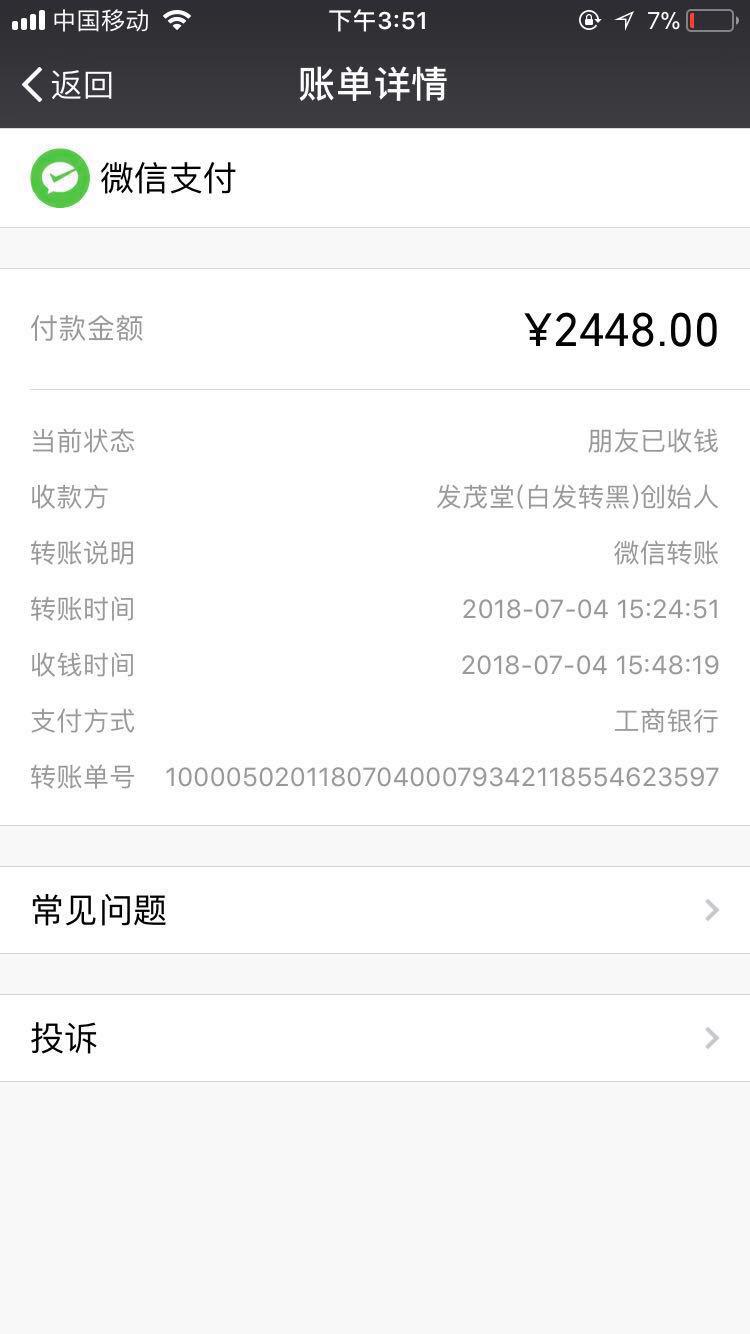 中国移动 下午3:51 7%
返回 账单详情
微信支付
付款金额 ¥2448.00
当前状态 朋友已收钱
收款方 发茂堂(白发转黑)创始人
转账说明 微信转账
转账时间 2018-07-04 15:24:51
收钱时间 2018-07-04 15:48:19
支付方式 工商银行
转账单号 100005020118070400079342118554623597
常见问题
投诉